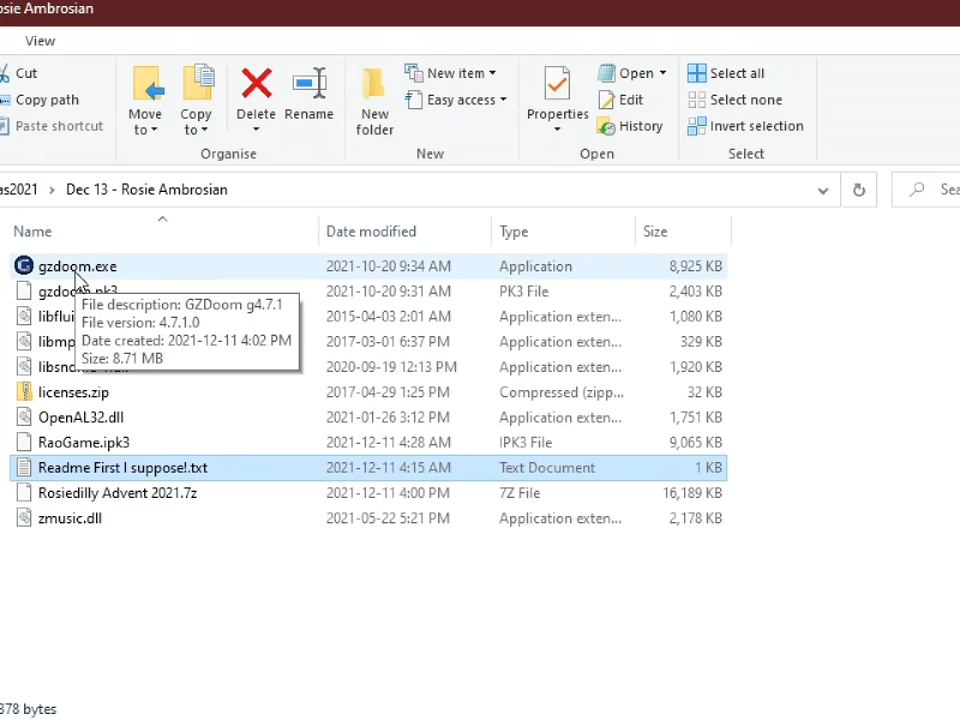 osie Ambrosian
View
Cut
Copy path
Paste shortcut
Move to
Copy to
Delete
Rename
New folder
New item
Easy access
Properties
Open
Edit
History
Select all
Select none
Invert selection
Organise
New
Open
Select
as2021 > Dec 13 - Rosie Ambrosian
Sea
Name Date modified Type Size
gzdoom.exe 2021-10-20 9:34 AM Application 8,925 KB
gzdoom.pk3 2021-10-20 9:31 AM PK3 File 2,403 KB
libflui 2015-04-03 2:01 AM Application exten... 1,080 KB
libmp 2017-03-01 6:37 PM Application exten... 329 KB
libsnd 2020-09-19 12:13 PM Application exten... 1,920 KB
licenses.zip 2017-04-29 1:25 PM Compressed (zipp... 32 KB
OpenAL32.dll 2021-01-26 3:12 PM Application exten... 1,751 KB
RaoGame.ipk3 2021-12-11 4:28 AM IPK3 File 9,065 KB
Readme First I suppose!.txt 2021-12-11 4:15 AM Text Document 1 KB
Rosiedilly Advent 2021.7z 2021-12-11 4:00 PM 7Z File 16,189 KB
zmusic.dll 2021-05-22 5:21 PM Application exten... 2,178 KB
File description: GZDoom g4.7.1
File version: 4.7.1.0
Date created: 2021-12-11 4:02 PM
Size: 8.71 MB
378 bytes